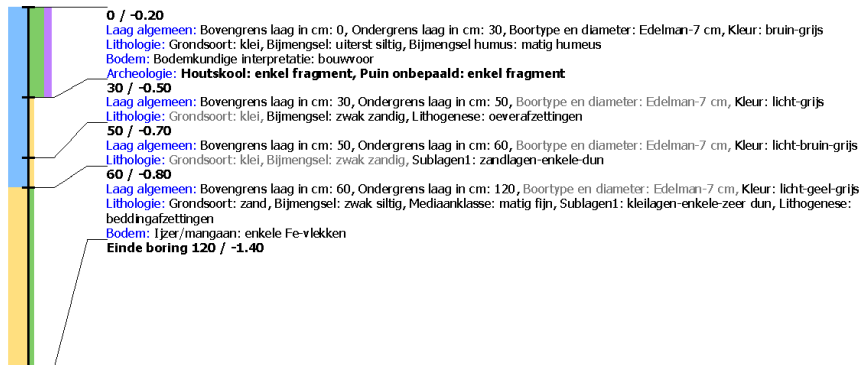 0 / -0.20
Laag algemeen: Bovengrens laag in cm: 0, Ondergrens laag in cm: 30, Boortype en diameter: Edelman-7 cm, Kleur: bruin-grijs
Lithologie: Grondsoort: klei, Bijmengsel: uiterst siltig, Bijmengsel humus: matig humeus
Bodem: Bodemkundige interpretatie: bouwvoor
Archeologie: Houtskool: enkel fragment, Puin onbepaald: enkel fragment
30 / -0.50
Laag algemeen: Bovengrens laag in cm: 30, Ondergrens laag in cm: 50, Boortype en diameter: Edelman-7 cm, Kleur: licht-grijs
Lithologie: Grondsoort: klei, Bijmengsel: zwak zandig, Lithogenese: oeverafzettingen
50 / -0.70
Laag algemeen: Bovengrens laag in cm: 50, Ondergrens laag in cm: 60, Boortype en diameter: Edelman-7 cm, Kleur: licht-bruin-grijs
Lithologie: Grondsoort: klei, Bijmengsel: zwak zandig, Sublagen1: zandlagen-enkele-dun
60 / -0.80
Laag algemeen: Bovengrens laag in cm: 60, Ondergrens laag in cm: 120, Boortype en diameter: Edelman-7 cm, Kleur: licht-geel-grijs
Lithologie: Grondsoort: zand, Bijmengsel: zwak siltig, Mediaanklasse: matig fijn, Sublagen1: kleilagen-enkele-zeer dun, Lithogenese:
beddingafzettingen
Bodem: Ijzer/mangaan: enkele Fe-vlekken
Einde boring 120 / -1.40